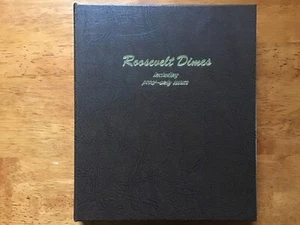 Roosevelt Dimes
including
proof-only issues